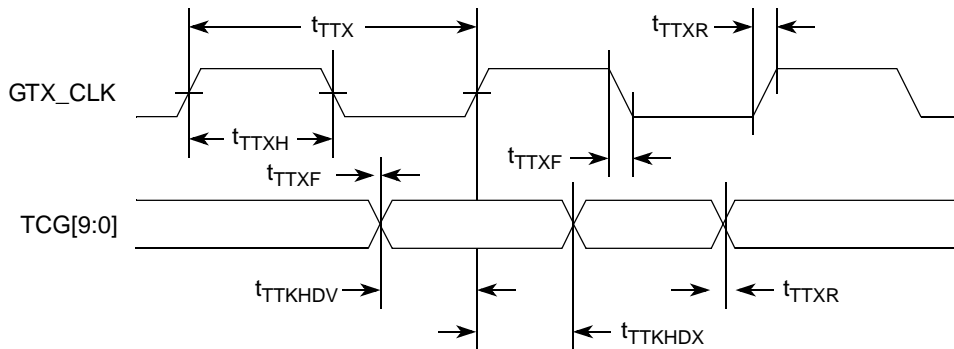 tTTX
tTTXR
GTX_CLK
tTTXH
tTTXF
tTTXF
TCG[9:0]
tTTKHDV
tTTXR
tTTKHDX